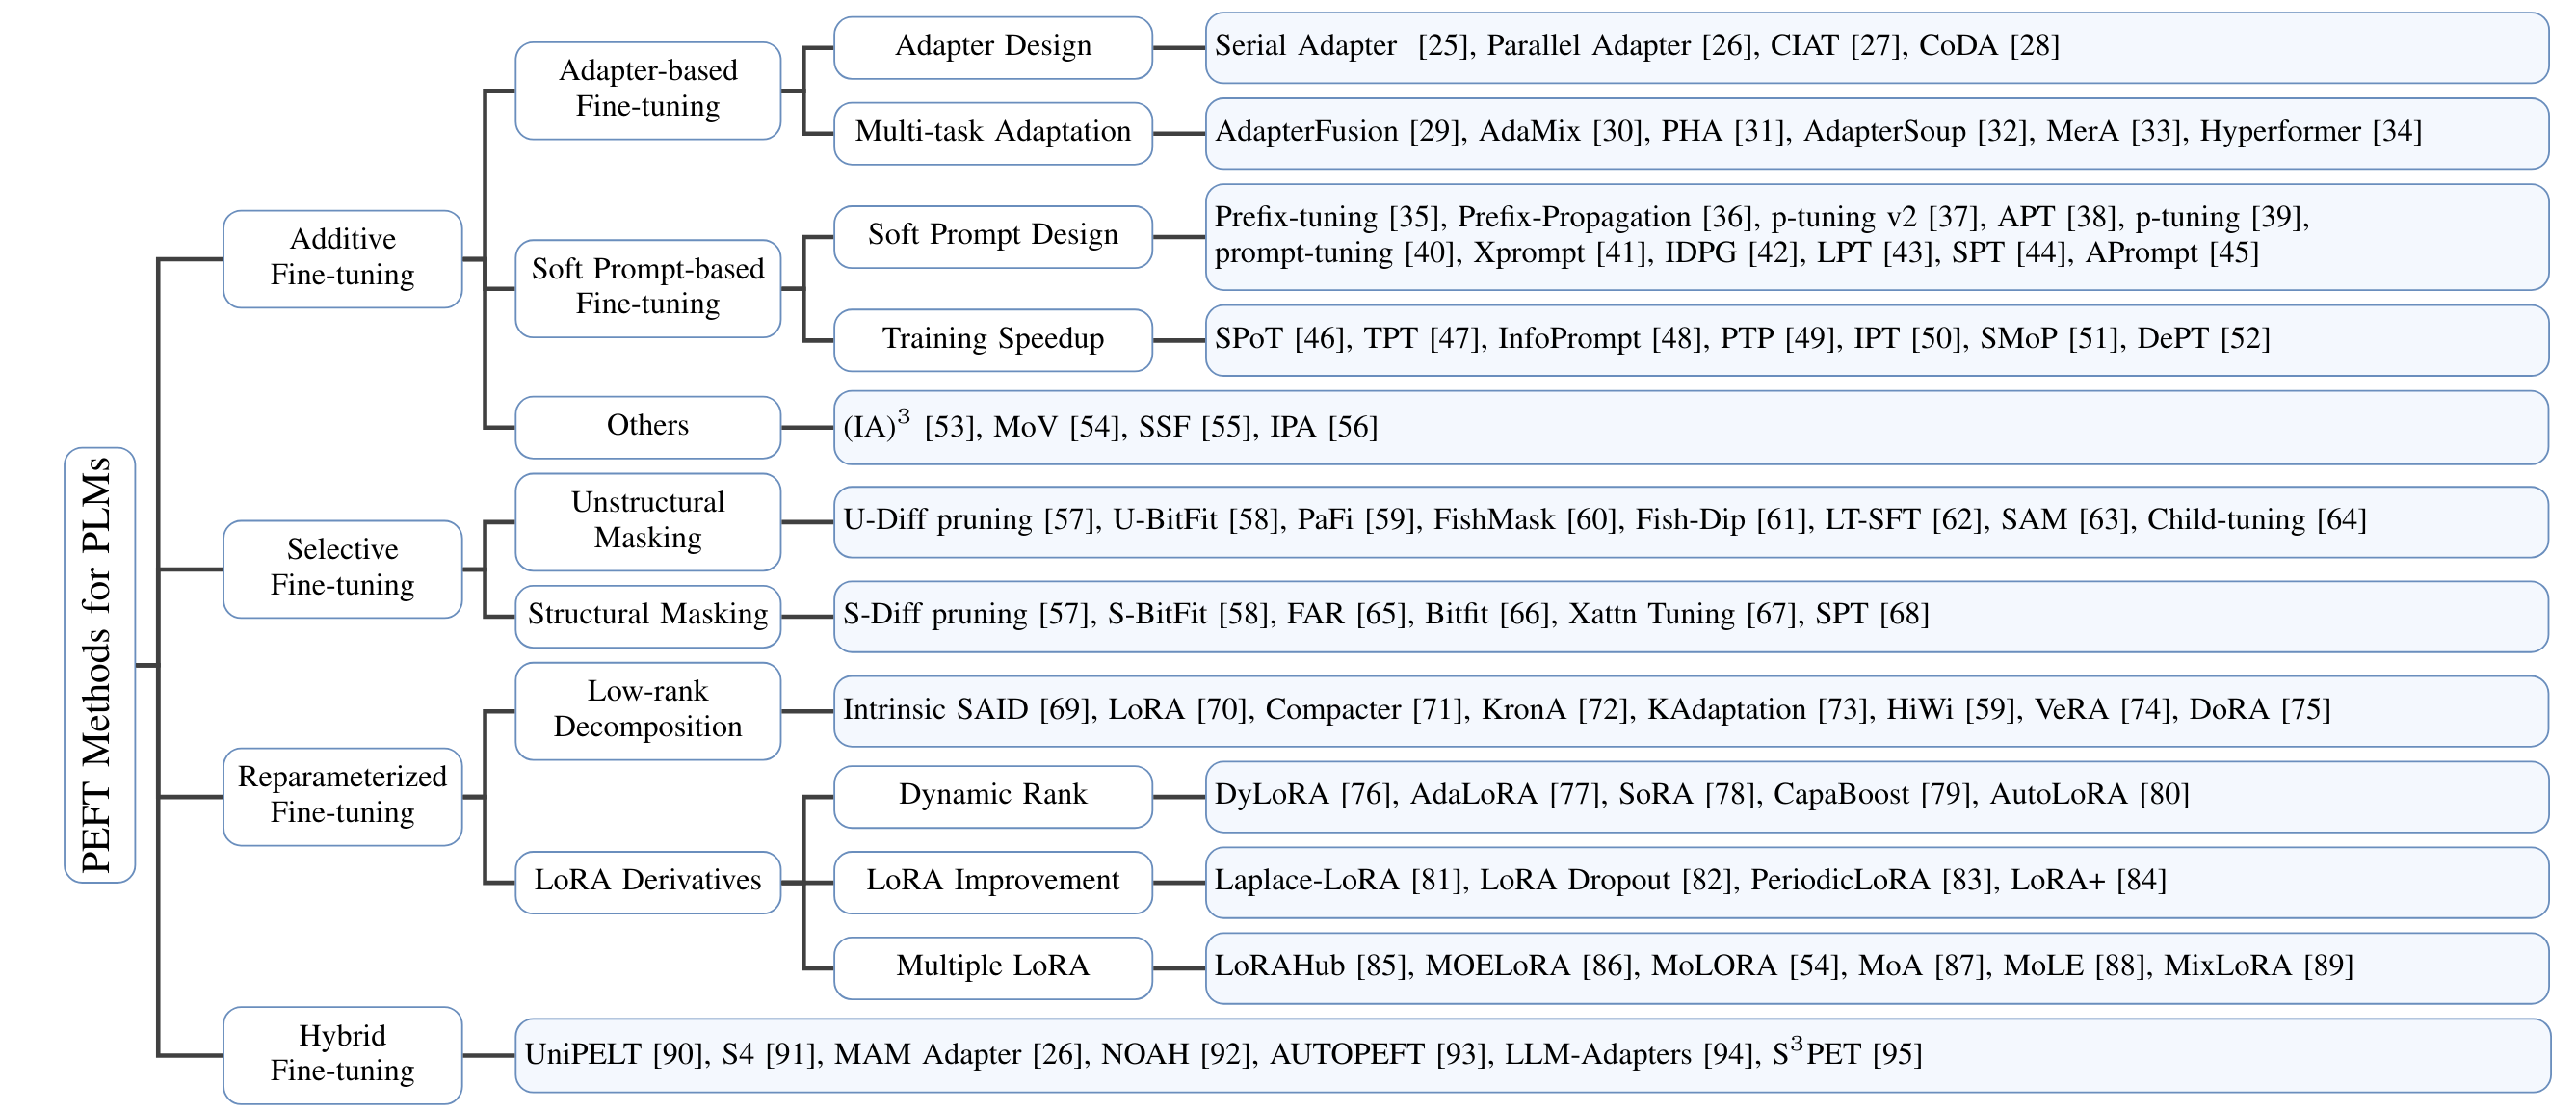 PEFT Methods for PLMs
Additive
Fine-tuning
Adapter-based
Fine-tuning
Adapter Design
Serial Adapter [25], Parallel Adapter [26], CIAT [27], CoDA [28]
Multi-task Adaptation
AdapterFusion [29], AdaMix [30], PHA [31], AdapterSoup [32], MerA [33], Hyperformer [34]
Soft Prompt-based
Fine-tuning
Soft Prompt Design
Prefix-tuning [35], Prefix-Propagation [36], p-tuning v2 [37], APT [38], p-tuning [39],
prompt-tuning [40], Xprompt [41], IDPG [42], LPT [43], SPT [44], APrompt [45]
Training Speedup
SPoT [46], TPT [47], InfoPrompt [48], PTP [49], IPT [50], SMoP [51], DePT [52]
Others
(IA)³ [53], MoV [54], SSF [55], IPA [56]
Selective
Fine-tuning
Unstructural
Masking
U-Diff pruning [57], U-BitFit [58], PaFi [59], FishMask [60], Fish-Dip [61], LT-SFT [62], SAM [63], Child-tuning [64]
Structural Masking
S-Diff pruning [57], S-BitFit [58], FAR [65], Bitfit [66], Xattn Tuning [67], SPT [68]
Reparameterized
Fine-tuning
Low-rank
Decomposition
Intrinsic SAID [69], LoRA [70], Compacter [71], KronA [72], KAdaptation [73], HiWi [59], VeRA [74], DoRA [75]
LoRA Derivatives
Dynamic Rank
DyLoRA [76], AdaLoRA [77], SoRA [78], CapaBoost [79], AutoLoRA [80]
LoRA Improvement
Laplace-LoRA [81], LoRA Dropout [82], PeriodicLoRA [83], LoRA+ [84]
Multiple LoRA
LoRAHub [85], MOELoRA [86], MoLORA [54], MoA [87], MoLE [88], MixLoRA [89]
Hybrid
Fine-tuning
UniPELT [90], S4 [91], MAM Adapter [26], NOAH [92], AUTOPEFT [93], LLM-Adapters [94], S³PET [95]